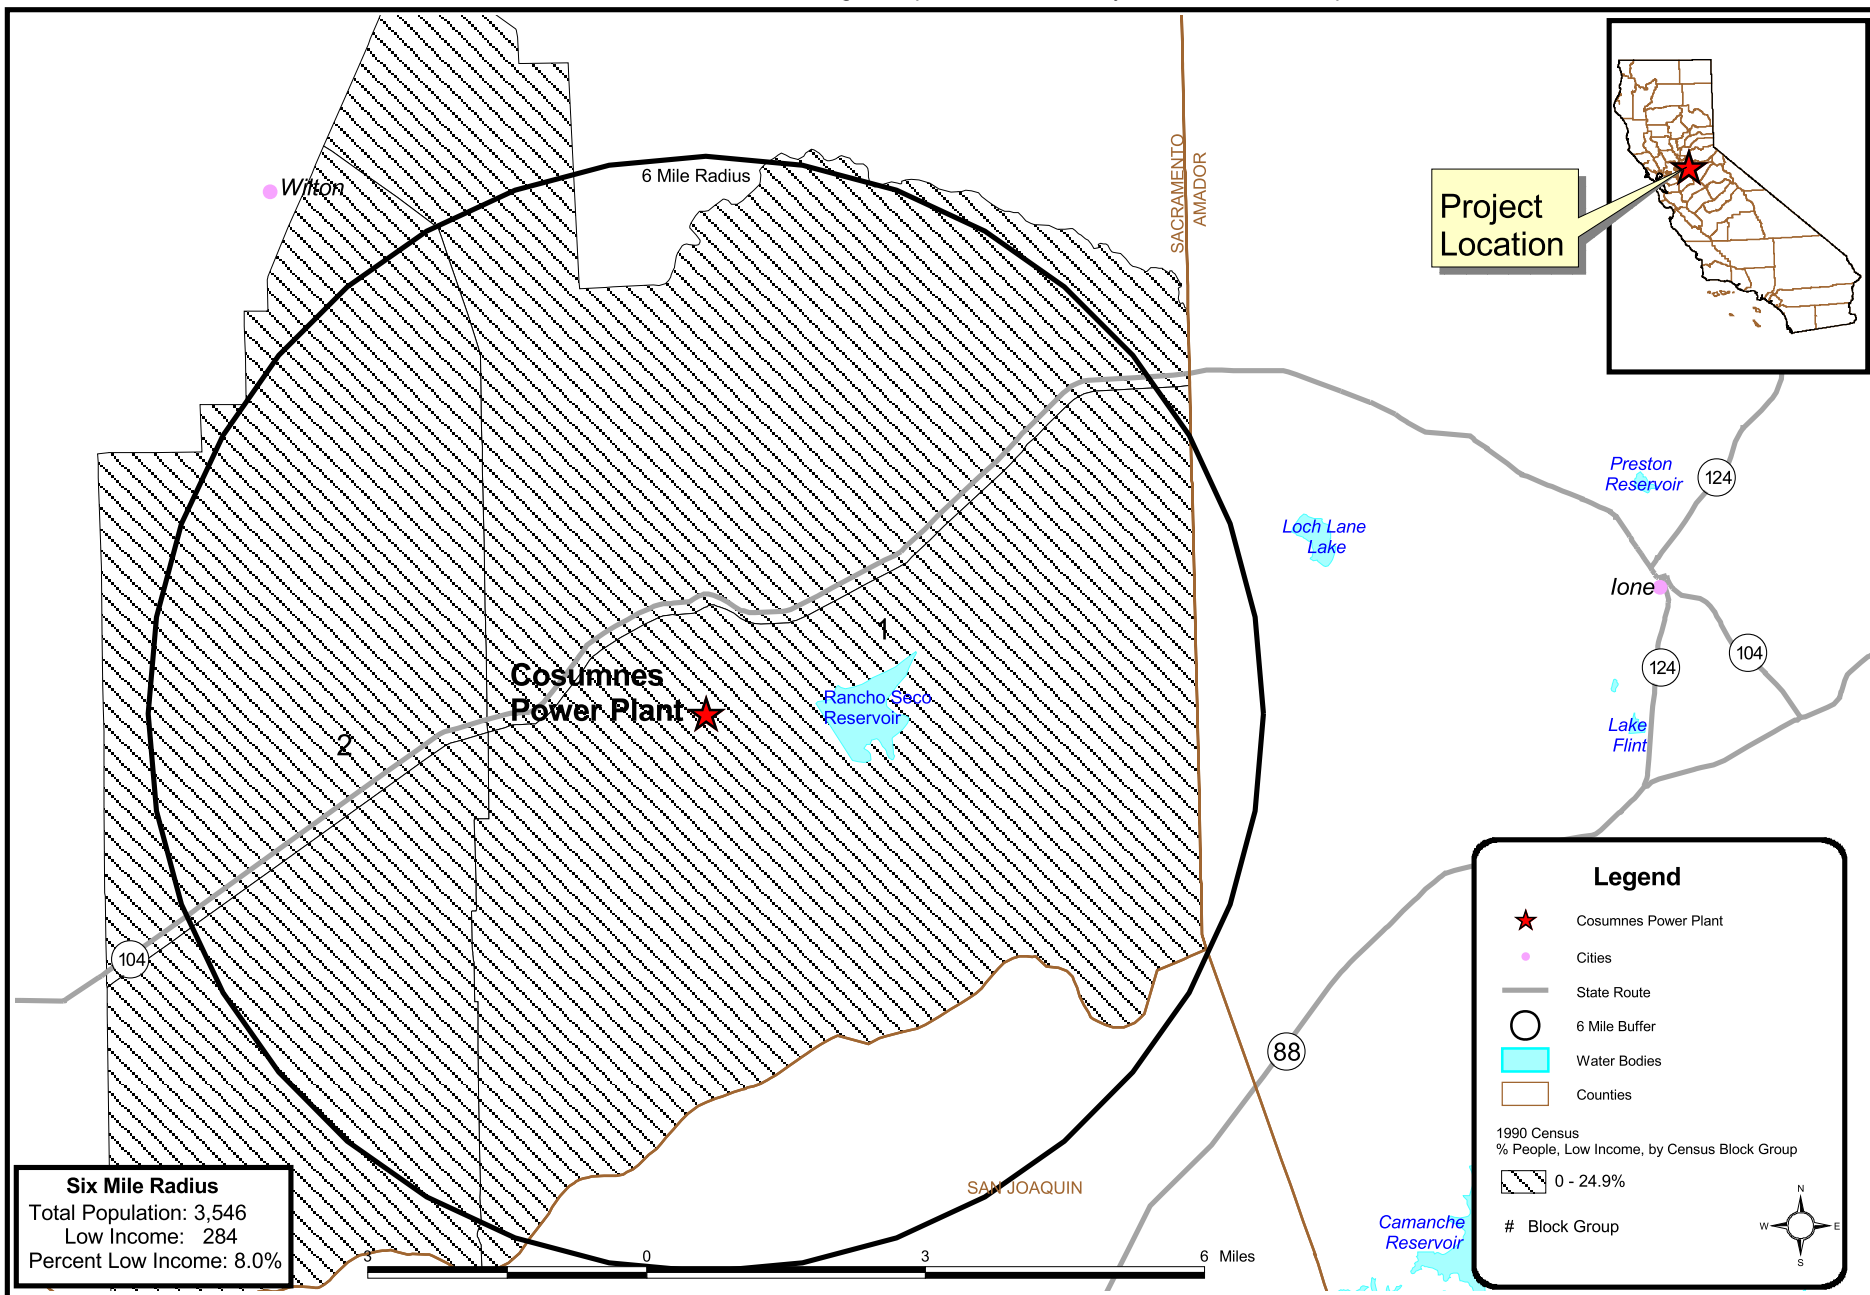 6 Mile Radius
Wilton
SACRAMENTO
AMADOR
Project
Location
Preston
Reservoir
124
Loch Lane
Lake
Ione
1
104
124
Cosumnes
Power Plant
Rancho Seco
Reservoir
2
Lake
Flint
104
88
SAN JOAQUIN
Camanche
Reservoir
Legend
Cosumnes Power Plant
Cities
State Route
6 Mile Buffer
Water Bodies
Counties
1990 Census
% People, Low Income, by Census Block Group
0 - 24.9%
# Block Group
N
W E
S
Six Mile Radius
Total Population: 3,546
Low Income: 284
Percent Low Income: 8.0%
3 0 3 6 Miles